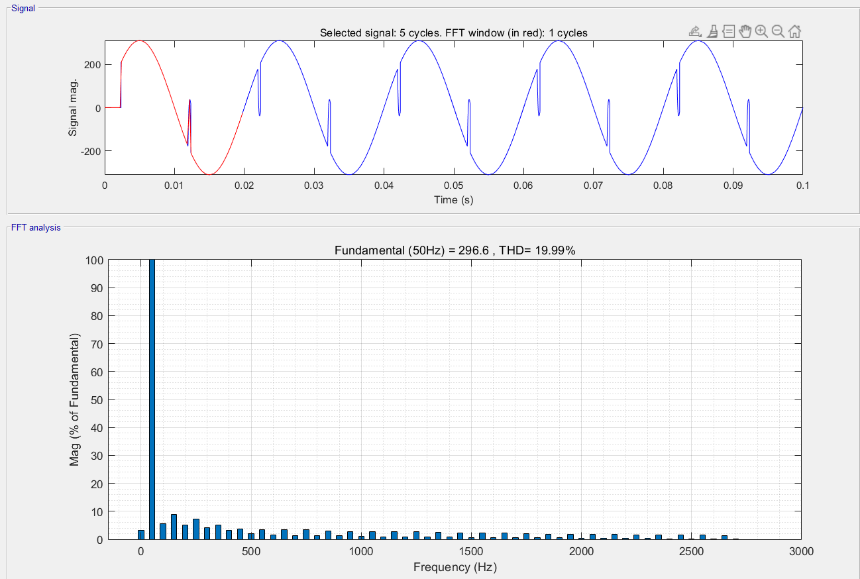 Signal
Selected signal: 5 cycles. FFT window (in red): 1 cycles
200
0
-200
Signal mag.
0 0.01 0.02 0.03 0.04 0.05 0.06 0.07 0.08 0.09 0.1
Time (s)
FFT analysis
Fundamental (50Hz) = 296.6 , THD= 19.99%
100
90
80
70
60
50
40
30
20
10
0
Mag (% of Fundamental)
0 500 1000 1500 2000 2500 3000
Frequency (Hz)